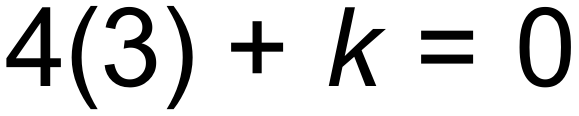 4(3) + k = 0